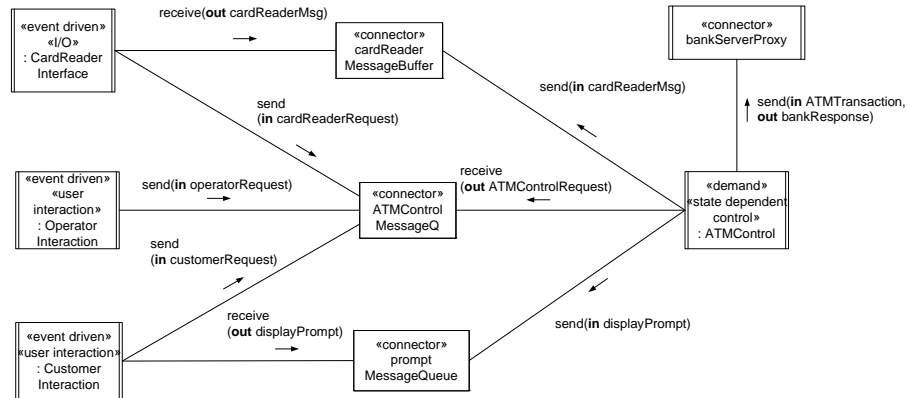 receive(out cardReaderMsg)
«event driven»
«I/O»
: CardReader
Interface
«connector»
cardReader
MessageBuffer
«connector»
bankServerProxy
send(in cardReaderMsg)
send
(in cardReaderRequest)
send(in ATMTransaction,
out bankResponse)
«event driven»
«user
interaction»
: Operator
Interaction
send(in operatorRequest)
«connector»
ATMControl
MessageQ
receive
(out ATMControlRequest)
«demand»
«state dependent
control»
: ATMControl
send
(in customerRequest)
receive
(out displayPrompt)
send(in displayPrompt)
«event driven»
«user interaction»
: Customer
Interaction
«connector»
prompt
MessageQueue